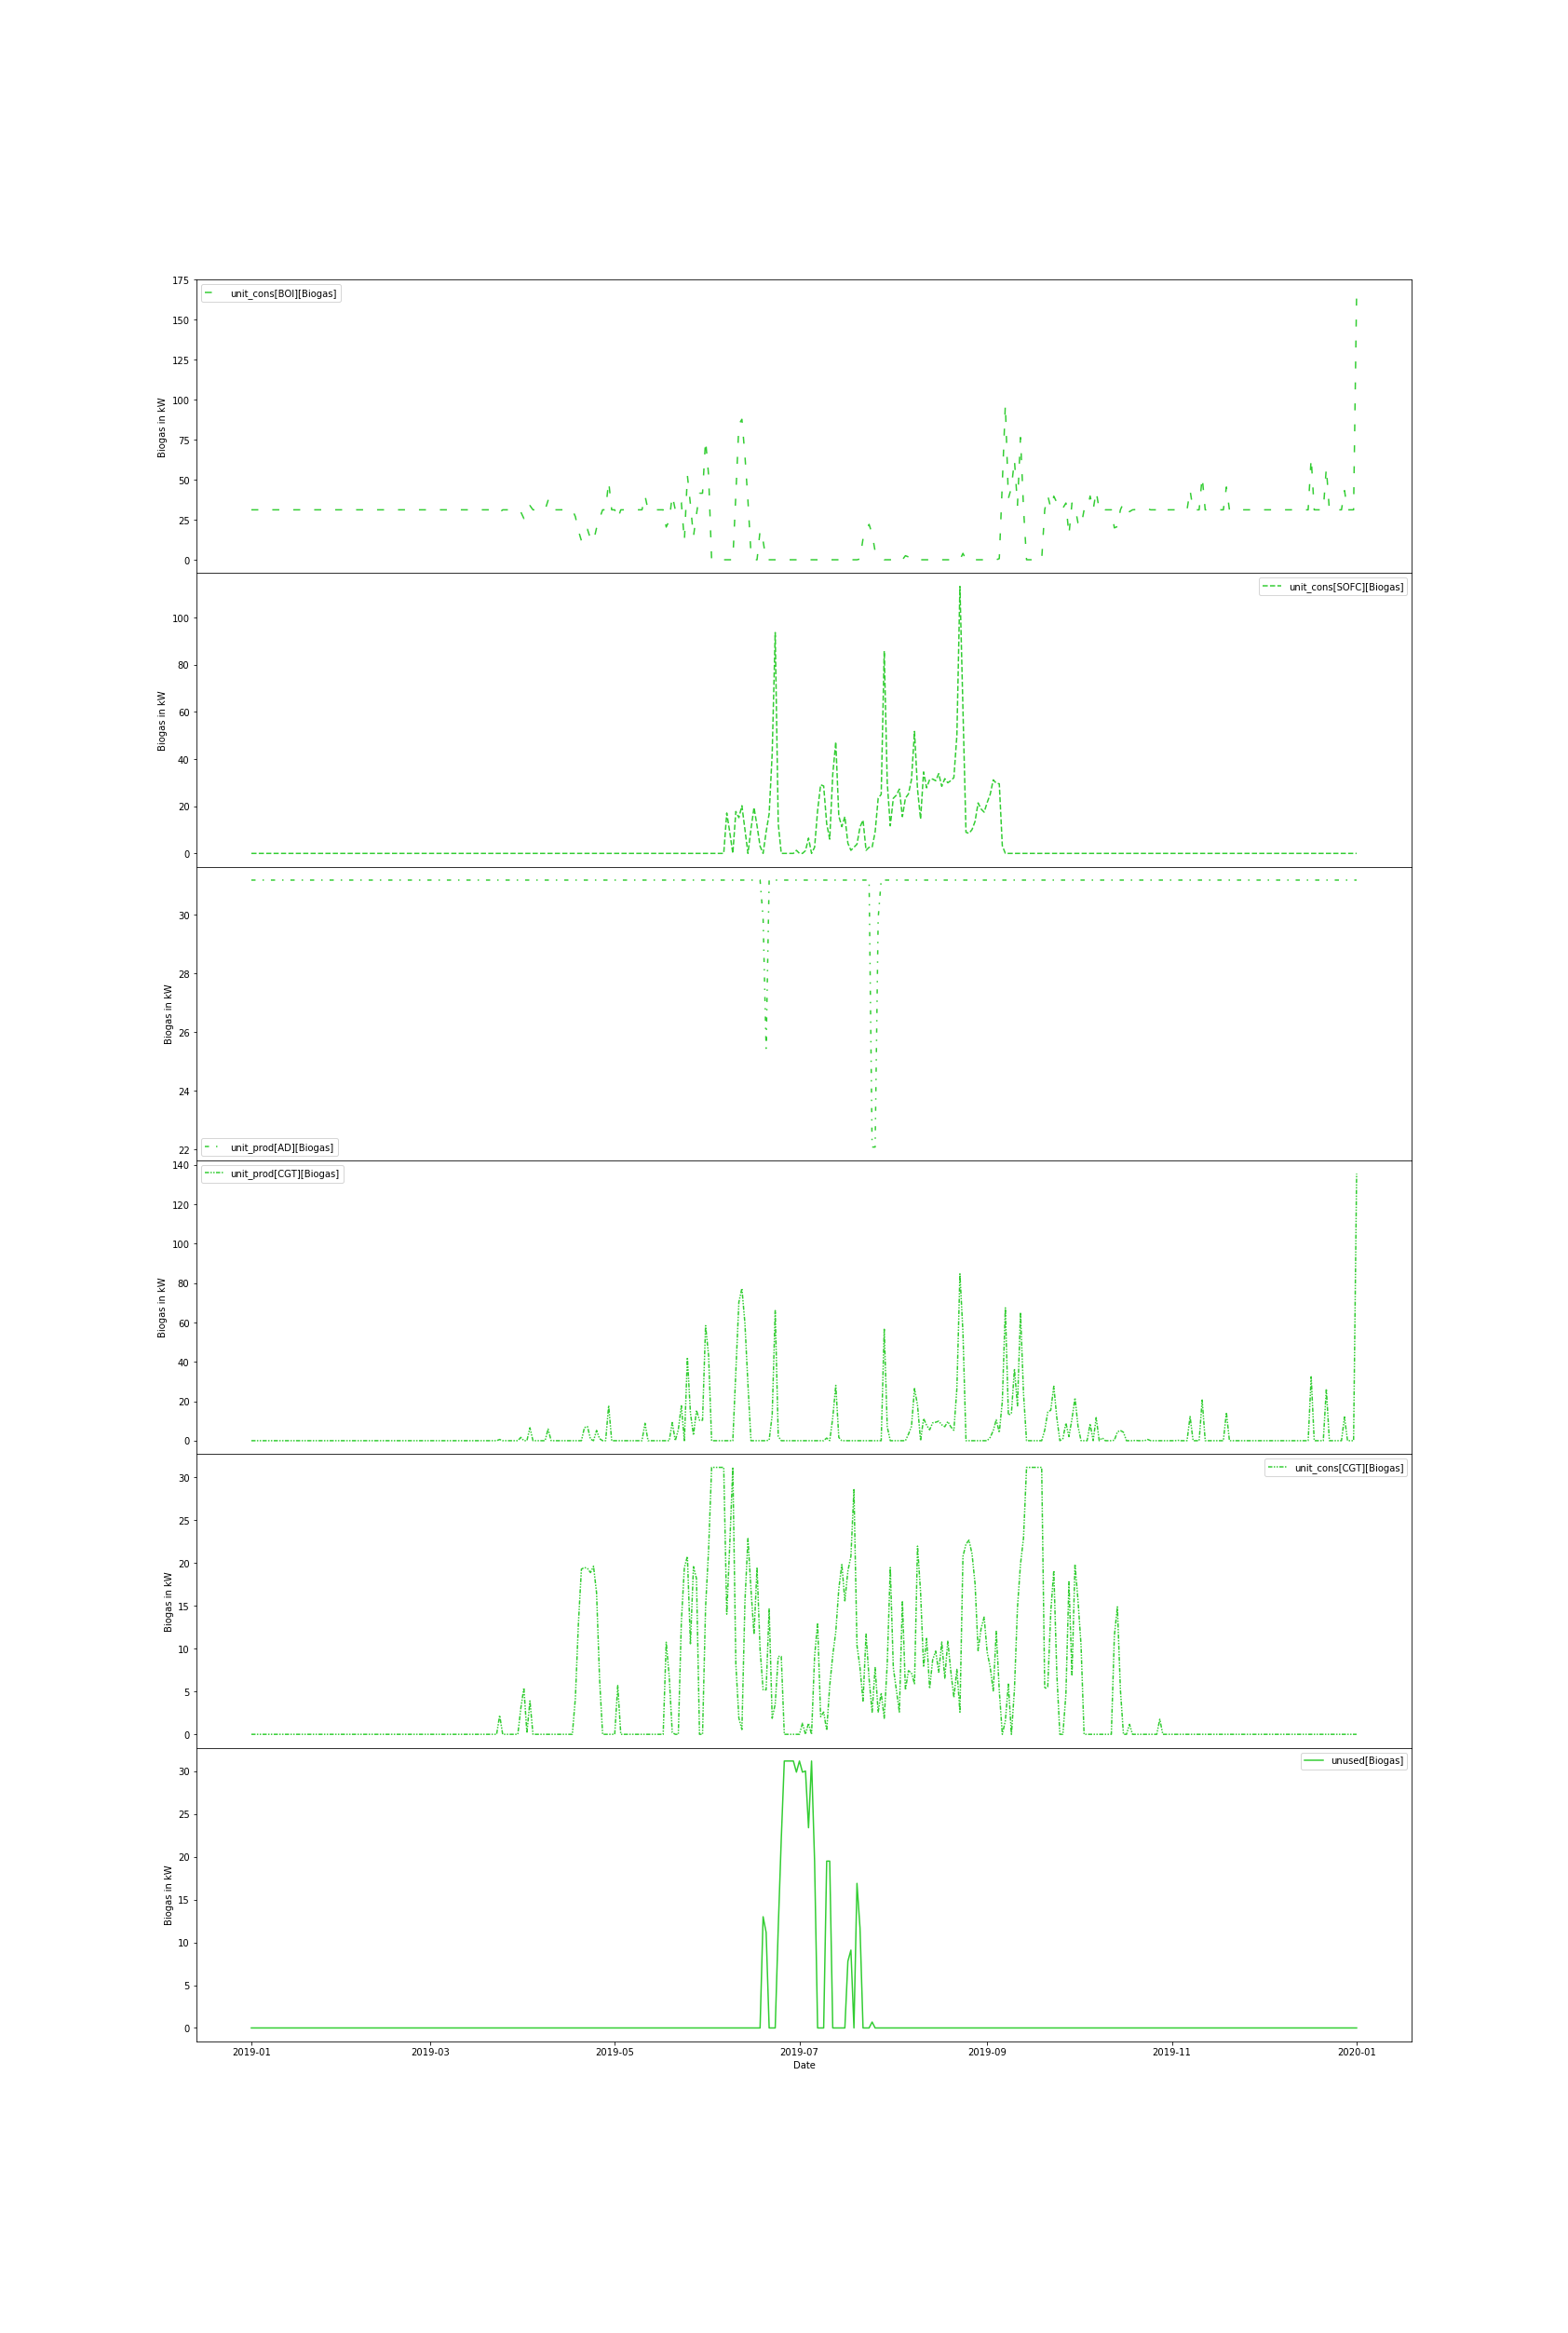 175
150
125
100
75
50
25
0
Biogas in kW
unit_cons[BOI][Biogas]
100
80
60
40
20
0
Biogas in kW
unit_cons[SOFC][Biogas]
30
28
26
24
22
Biogas in kW
unit_prod[AD][Biogas]
140
120
100
80
60
40
20
0
Biogas in kW
unit_prod[CGT][Biogas]
30
25
20
15
10
5
0
Biogas in kW
unit_cons[CGT][Biogas]
30
25
20
15
10
5
0
Biogas in kW
unused[Biogas]
2019-01 2019-03 2019-05 2019-07 2019-09 2019-11 2020-01
Date